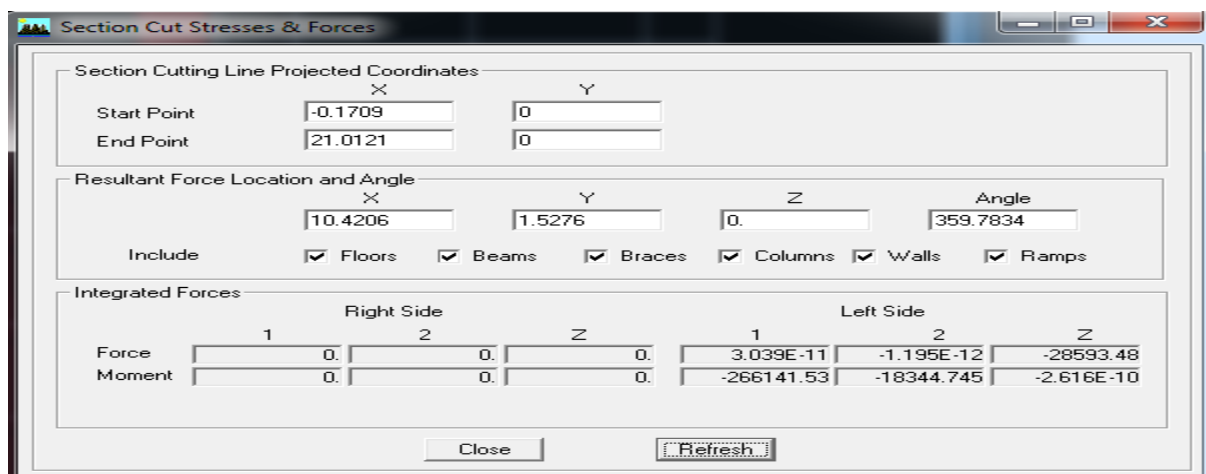 Section Cut Stresses & Forces
Section Cutting Line Projected Coordinates
X Y
Start Point -0.1709 0
End Point 21.0121 0
Resultant Force Location and Angle
X Y Z Angle
10.4206 1.5276 0. 359.7834
Include Floors Beams Braces Columns Walls Ramps
Integrated Forces
Right Side Left Side
1 2 Z 1 2 Z
Force 0. 0. 0. 3.039E-11 -1.195E-12 -28593.48
Moment 0. 0. 0. -266141.53 -18344.745 -2.616E-10
Close Refresh